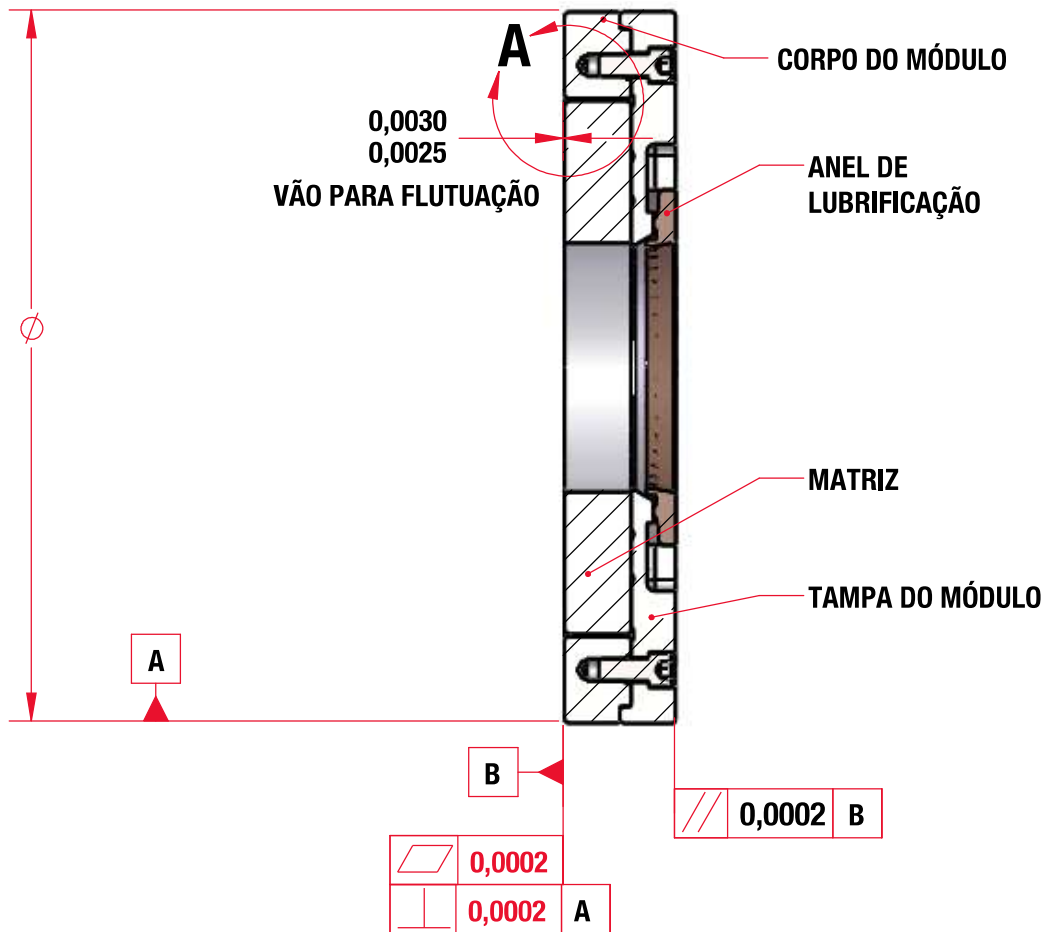 A
CORPO DO MÓDULO
0,0030
0,0025
VÃO PARA FLUTUAÇÃO
ANEL DE
LUBRIFICAÇÃO
Ø
MATRIZ
TAMPA DO MÓDULO
A
B
// 0,0002 B
⏥ 0,0002
⊥ 0,0002 A